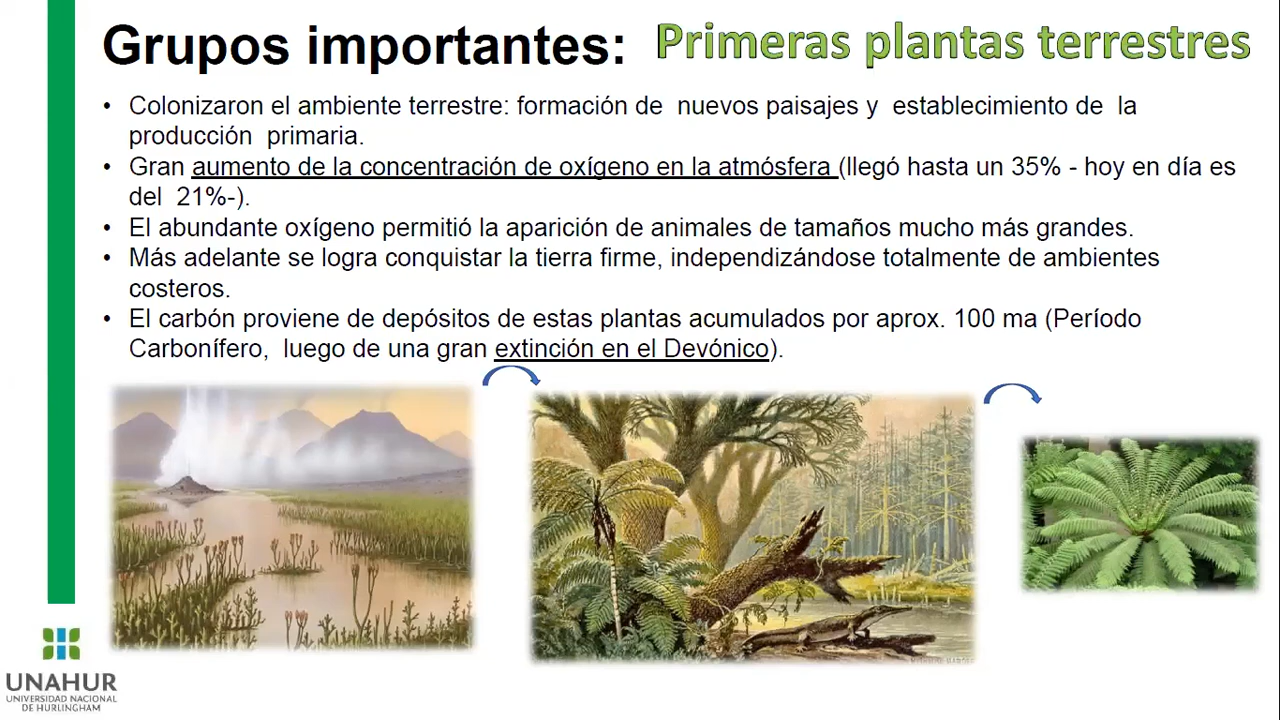 Grupos importantes: Primeras plantas terrestres
• Colonizaron el ambiente terrestre: formación de nuevos paisajes y establecimiento de la
producción primaria.
• Gran aumento de la concentración de oxígeno en la atmósfera (llegó hasta un 35% - hoy en día es
del 21%-).
• El abundante oxígeno permitió la aparición de animales de tamaños mucho más grandes.
• Más adelante se logra conquistar la tierra firme, independizándose totalmente de ambientes
costeros.
• El carbón proviene de depósitos de estas plantas acumulados por aprox. 100 ma (Período
Carbonífero, luego de una gran extinción en el Devónico).
UNAHUR
UNIVERSIDAD NACIONAL
DE HURLINGHAM